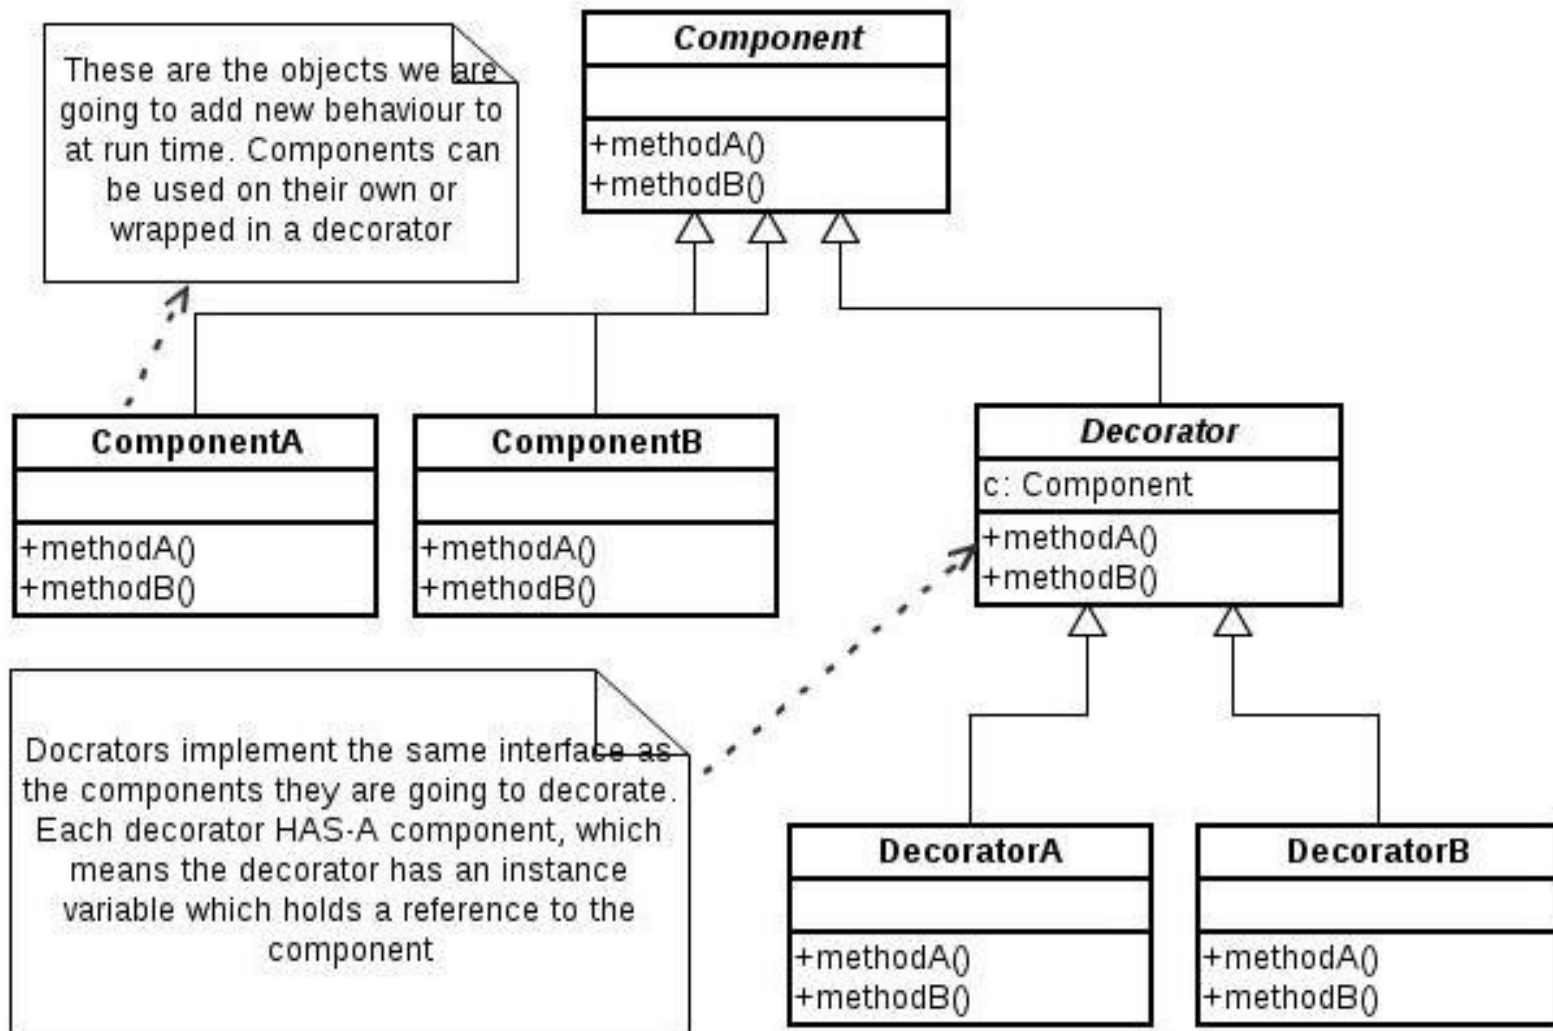 These are the objects we are
going to add new behaviour to
at run time. Components can
be used on their own or
wrapped in a decorator
Component
+methodA()
+methodB()
ComponentA
+methodA()
+methodB()
ComponentB
+methodA()
+methodB()
Decorator
c: Component
+methodA()
+methodB()
Docrators implement the same interface as
the components they are going to decorate.
Each decorator HAS-A component, which
means the decorator has an instance
variable which holds a reference to the
component
DecoratorA
+methodA()
+methodB()
DecoratorB
+methodA()
+methodB()